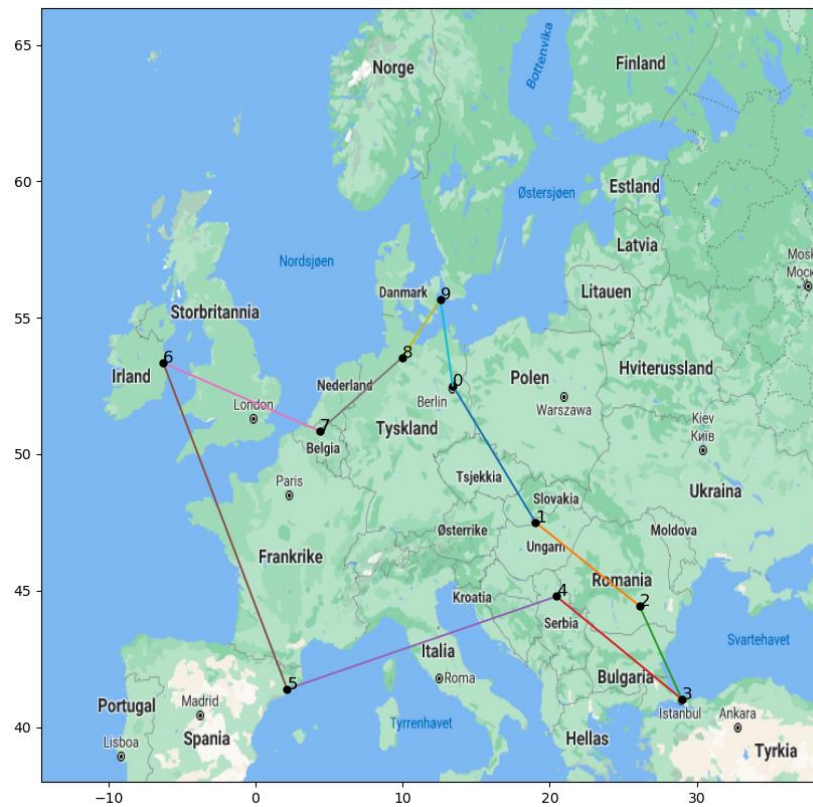 65
60
55
50
45
40
−10
0
10
20
30
Norge
Bottenvika
Finland
Østersjøen
Estland
Nordsjøen
Latvia
Mosk
Моск
Danmark
9
Litauen
Storbritannia
6
8
Irland
Nederland
0
Polen
Hviterussland
London
Berlin
Warszawa
7
Tyskland
Kiev
Київ
Belgia
Paris
Tsjekkia
Slovakia
Ukraina
1
Østerrike
Ungarn
Moldova
Frankrike
4
Romania
2
Kroatia
Serbia
Svartehavet
Italia
5
Roma
Bulgaria
3
Portugal
Madrid
Istanbul
Ankara
Lisboa
Spania
Tyrrenhavet
Hellas
Tyrkia